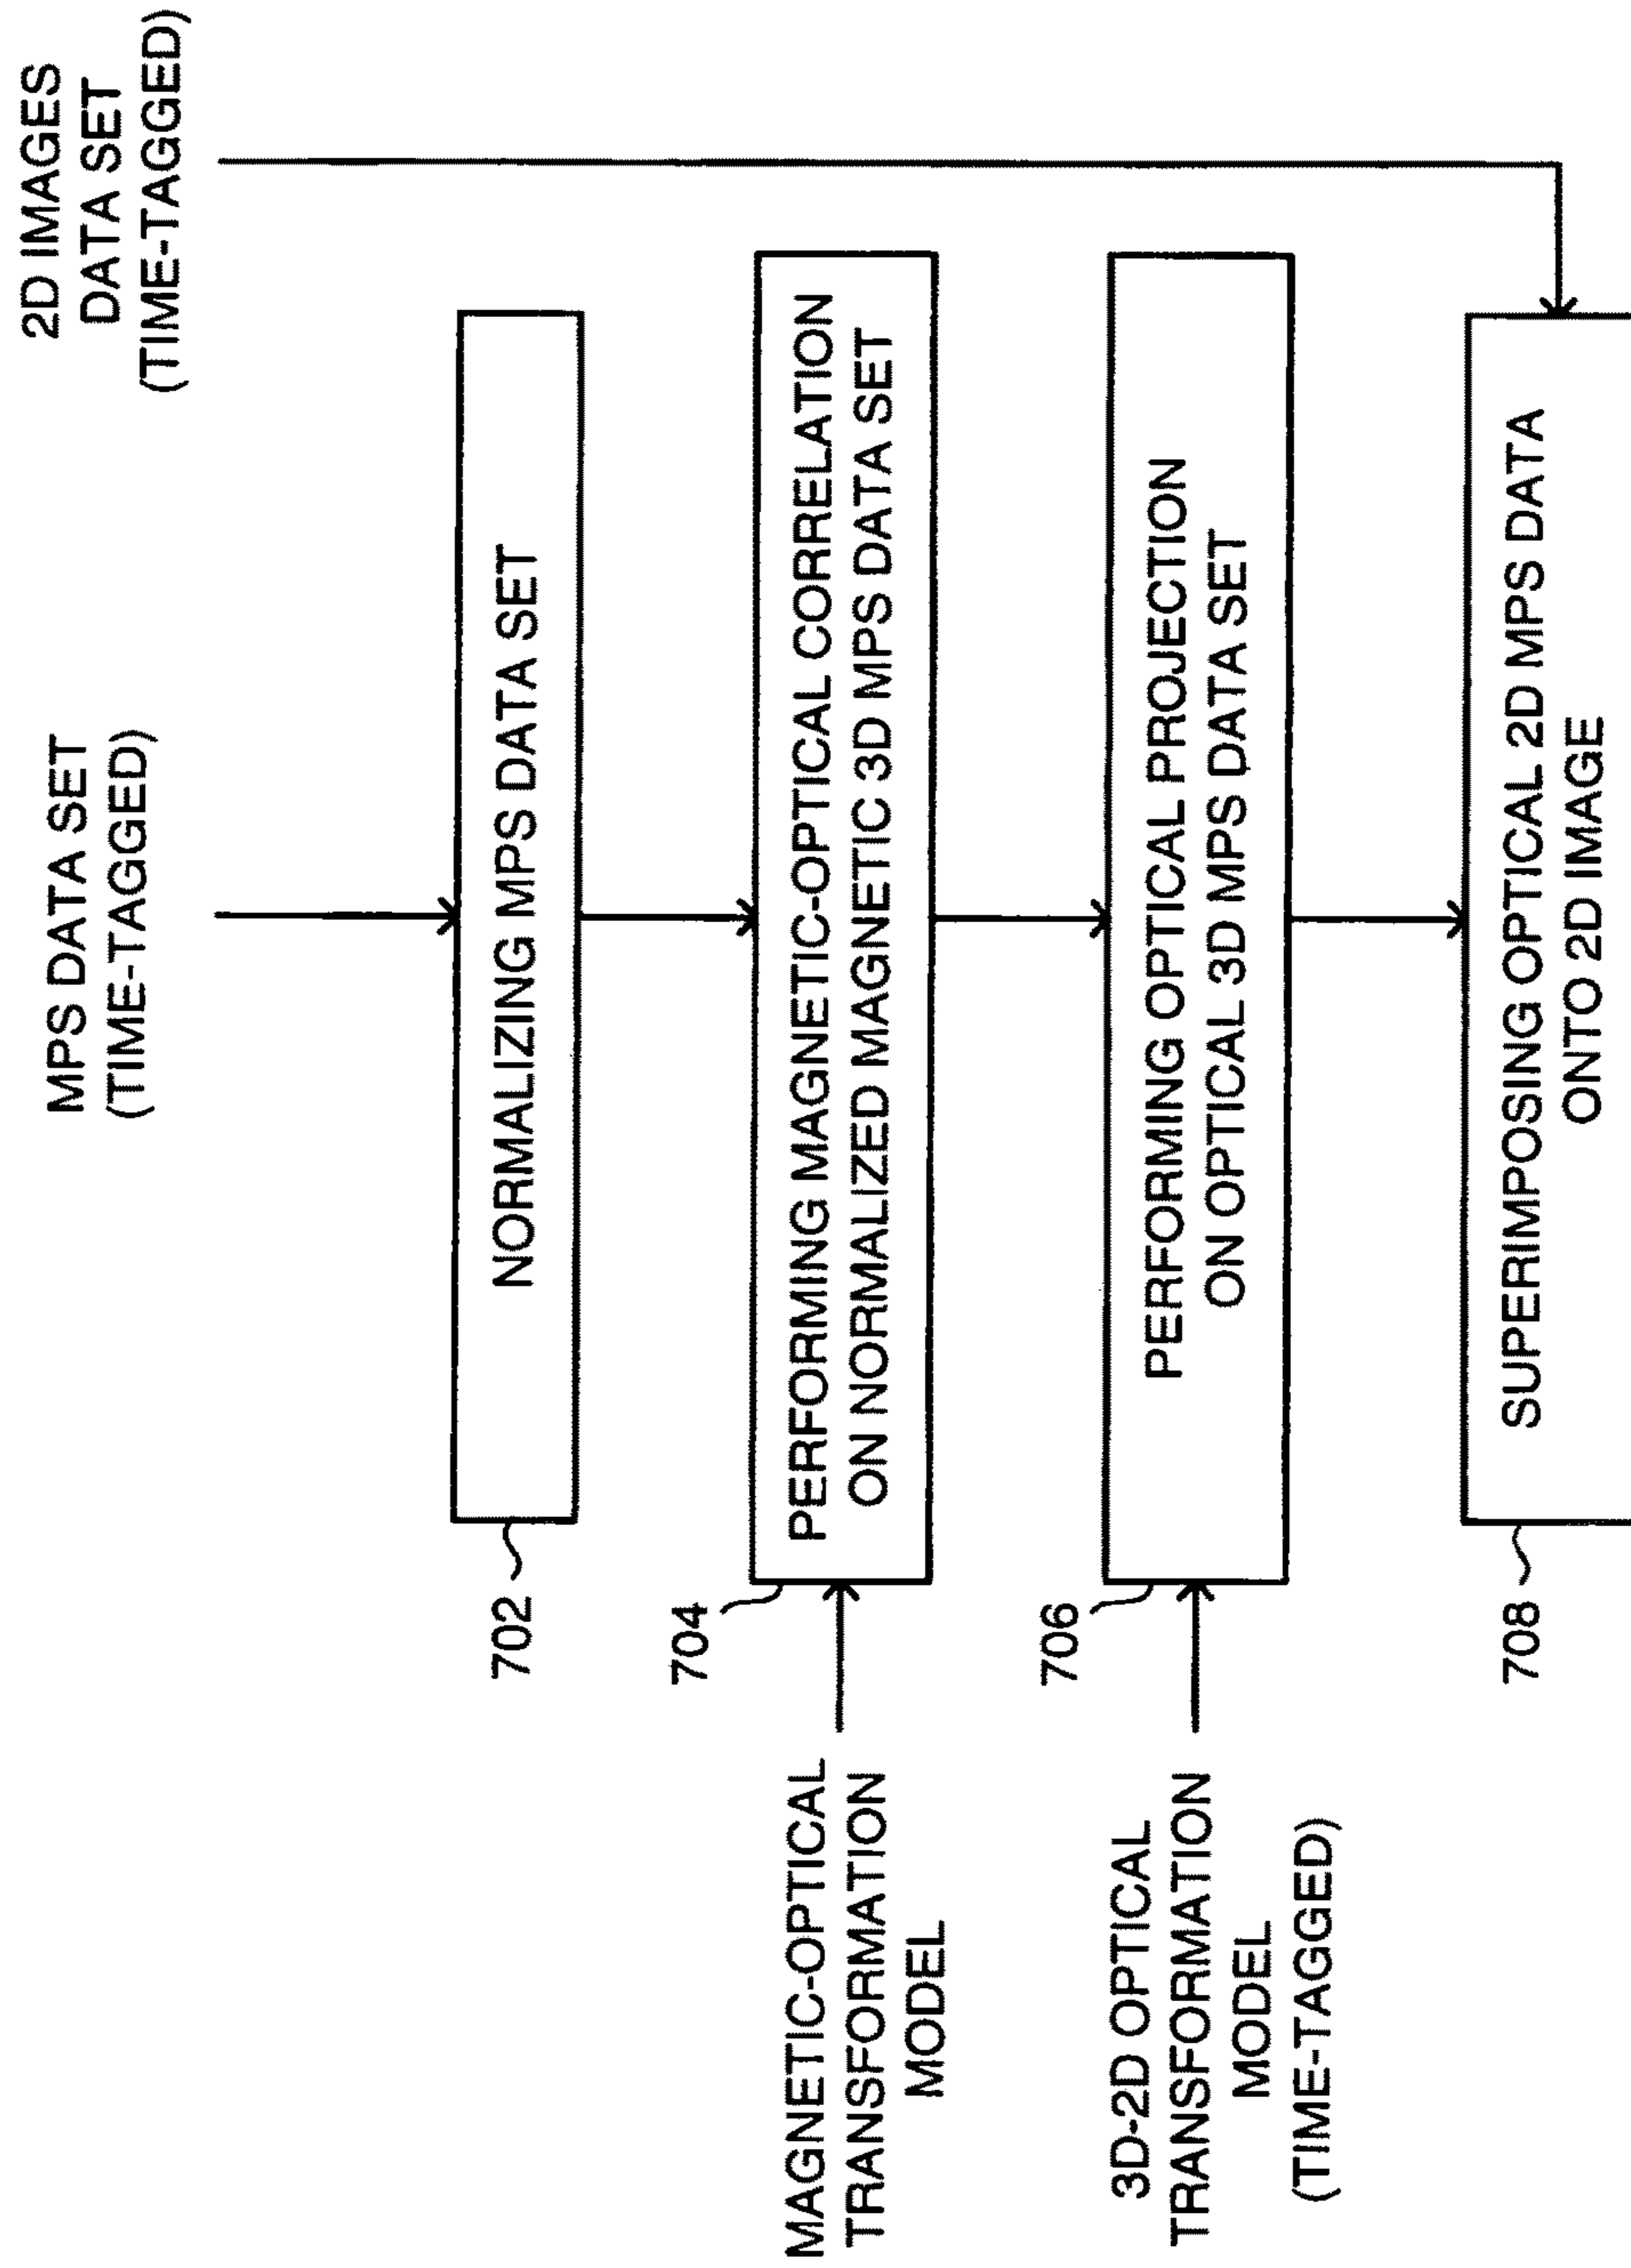 MPS DATA SET
(TIME-TAGGED)
2D IMAGES
DATA SET
(TIME-TAGGED)
702
NORMALIZING MPS DATA SET
MAGNETIC-OPTICAL
TRANSFORMATION
MODEL
704
PERFORMING MAGNETIC-OPTICAL CORRELATION
ON NORMALIZED MAGNETIC 3D MPS DATA SET
3D-2D OPTICAL
TRANSFORMATION
MODEL
(TIME-TAGGED)
706
PERFORMING OPTICAL PROJECTION
ON OPTICAL 3D MPS DATA SET
708
SUPERIMPOSING OPTICAL 2D MPS DATA
ONTO 2D IMAGE